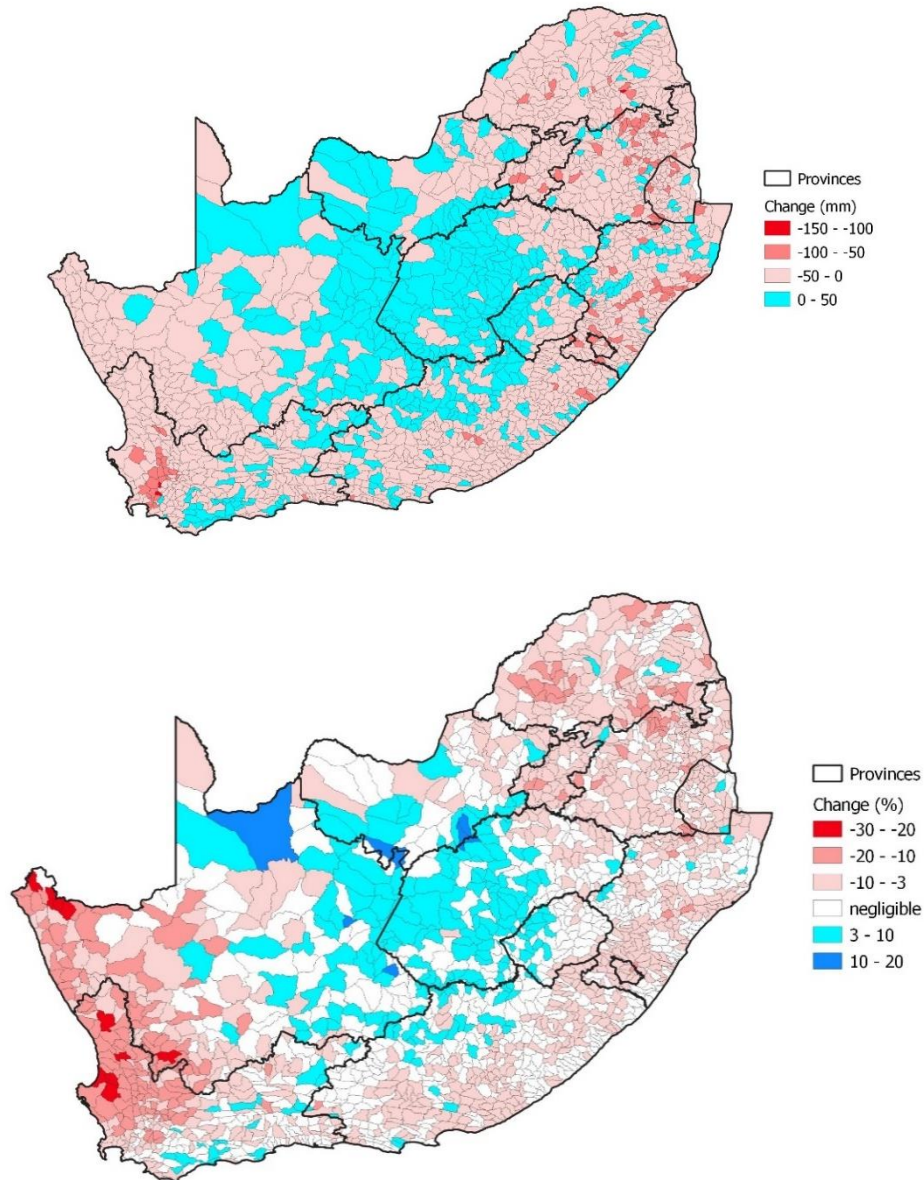 Provinces
Change (mm)
-150 - -100
-100 - -50
-50 - 0
0 - 50
Provinces
Change (%)
-30 - -20
-20 - -10
-10 - -3
negligible
3 - 10
10 - 20